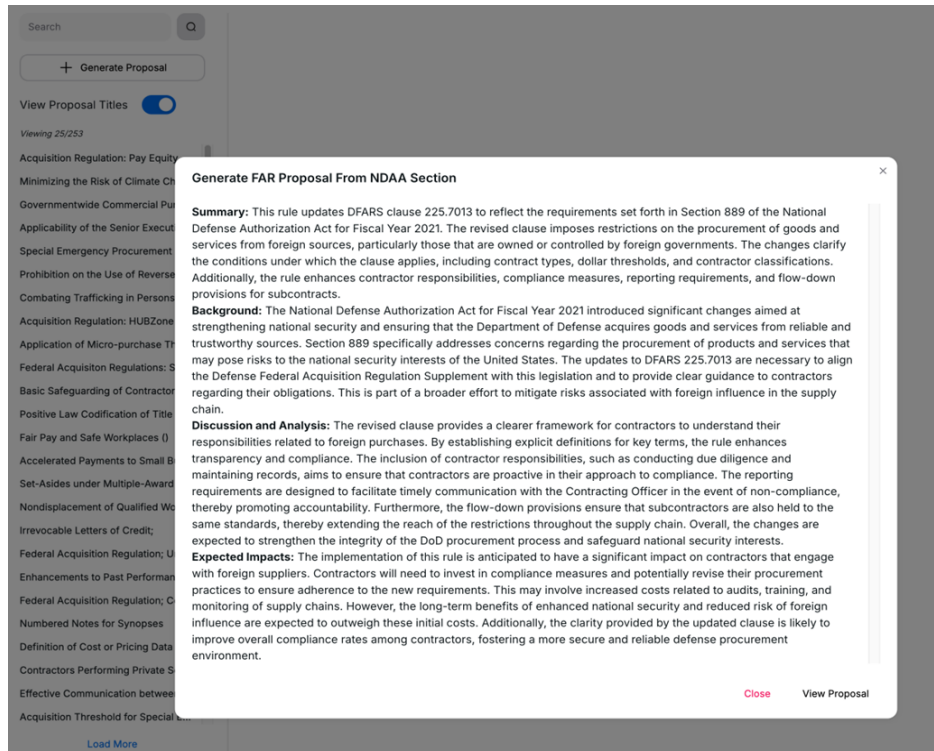 Search
Generate Proposal
View Proposal Titles
Viewing 25/253
Acquisition Regulation: Pay Equity
Minimizing the Risk of Climate Ch
Governmentwide Commercial Pur
Applicability of the Senior Execut
Special Emergency Procurement
Prohibition on the Use of Reverse
Combating Trafficking in Persons
Acquisition Regulation: HUBZone
Application of Micro-purchase Th
Federal Acquisiton Regulations: S
Basic Safeguarding of Contractor
Positive Law Codification of Title
Fair Pay and Safe Workplaces ()
Accelerated Payments to Small B
Set-Asides under Multiple-Award
Nondisplacement of Qualified Wo
Irrevocable Letters of Credit;
Federal Acquisition Regulation; U
Enhancements to Past Performan
Federal Acquisition Regulation; C
Numbered Notes for Synopses
Definition of Cost or Pricing Data
Contractors Performing Private S
Effective Communication betwee
Acquisition Threshold for Special
Load More
Generate FAR Proposal From NDAA Section
Summary: This rule updates DFARS clause 225.7013 to reflect the requirements set forth in Section 889 of the National
Defense Authorization Act for Fiscal Year 2021. The revised clause imposes restrictions on the procurement of goods and
services from foreign sources, particularly those that are owned or controlled by foreign governments. The changes clarify
the conditions under which the clause applies, including contract types, dollar thresholds, and contractor classifications.
Additionally, the rule enhances contractor responsibilities, compliance measures, reporting requirements, and flow-down
provisions for subcontracts.
Background: The National Defense Authorization Act for Fiscal Year 2021 introduced significant changes aimed at
strengthening national security and ensuring that the Department of Defense acquires goods and services from reliable and
trustworthy sources. Section 889 specifically addresses concerns regarding the procurement of products and services that
may pose risks to the national security interests of the United States. The updates to DFARS 225.7013 are necessary to align
the Defense Federal Acquisition Regulation Supplement with this legislation and to provide clear guidance to contractors
regarding their obligations. This is part of a broader effort to mitigate risks associated with foreign influence in the supply
chain.
Discussion and Analysis: The revised clause provides a clearer framework for contractors to understand their
responsibilities related to foreign purchases. By establishing explicit definitions for key terms, the rule enhances
transparency and compliance. The inclusion of contractor responsibilities, such as conducting due diligence and
maintaining records, aims to ensure that contractors are proactive in their approach to compliance. The reporting
requirements are designed to facilitate timely communication with the Contracting Officer in the event of non-compliance,
thereby promoting accountability. Furthermore, the flow-down provisions ensure that subcontractors are also held to the
same standards, thereby extending the reach of the restrictions throughout the supply chain. Overall, the changes are
expected to strengthen the integrity of the DoD procurement process and safeguard national security interests.
Expected Impacts: The implementation of this rule is anticipated to have a significant impact on contractors that engage
with foreign suppliers. Contractors will need to invest in compliance measures and potentially revise their procurement
practices to ensure adherence to the new requirements. This may involve increased costs related to audits, training, and
monitoring of supply chains. However, the long-term benefits of enhanced national security and reduced risk of foreign
influence are expected to outweigh these initial costs. Additionally, the clarity provided by the updated clause is likely to
improve overall compliance rates among contractors, fostering a more secure and reliable defense procurement
environment.
Close
View Proposal